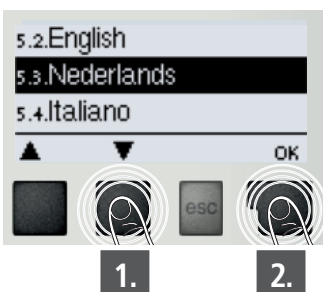 5.2.English
5.3.Nederlands
5.4.Italiano
▲ ▼ OK
esc
1. 2.